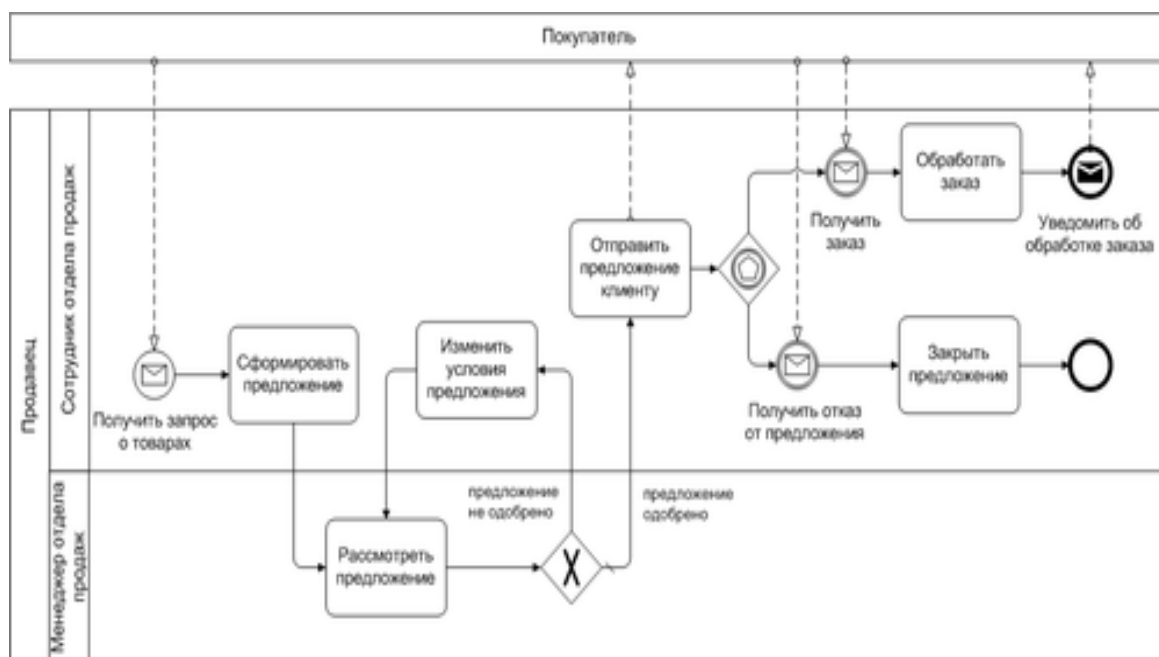 Покупатель
Продавец
Сотрудник отдела продаж
Получить запрос
о товарах
Сформировать
предложение
Изменить
условия
предложения
Отправить
предложение
клиенту
Получить
заказ
Обработать
заказ
Уведомить об
обработке заказа
Получить отказ
от предложения
Закрыть
предложение
Менеджер отдела
продаж
Рассмотреть
предложение
предложение
не одобрено
предложение
одобрено